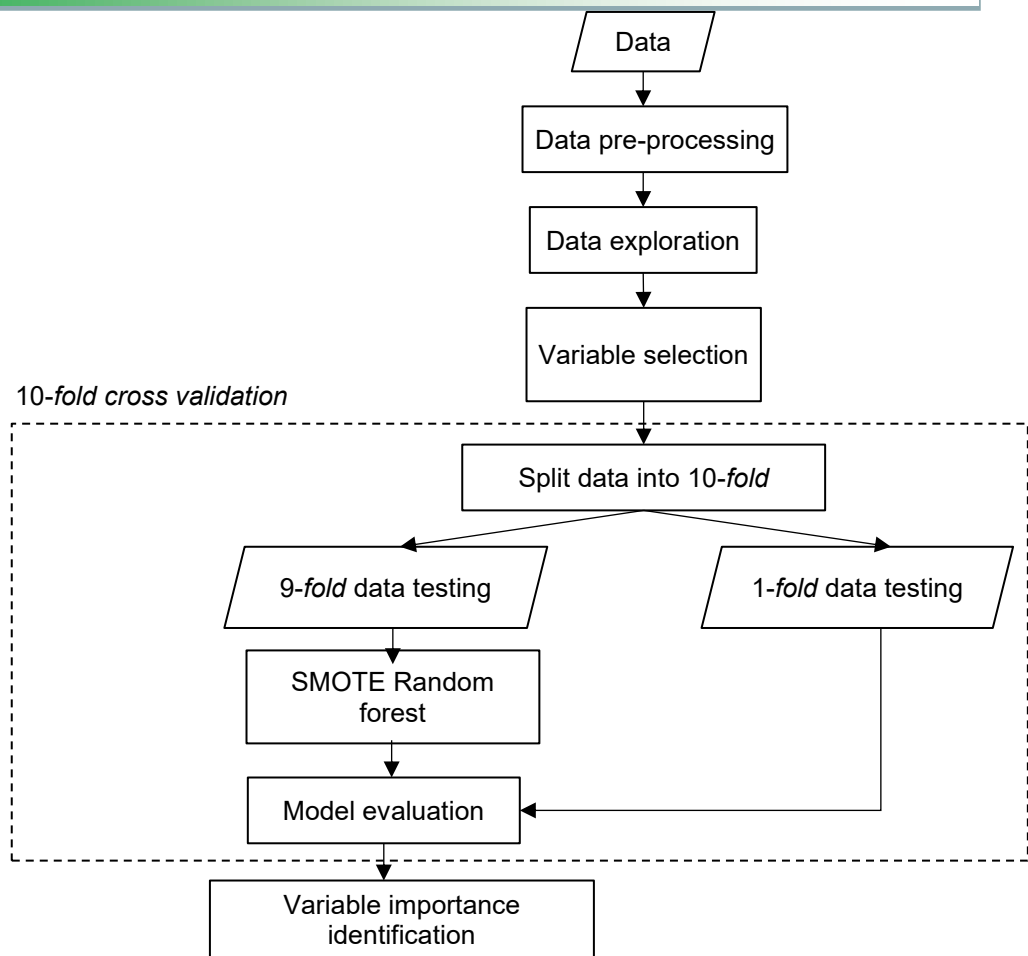 Data
Data pre-processing
Data exploration
Variable selection
10-fold cross validation
Split data into 10-fold
9-fold data testing
1-fold data testing
SMOTE Random
forest
Model evaluation
Variable importance
identification